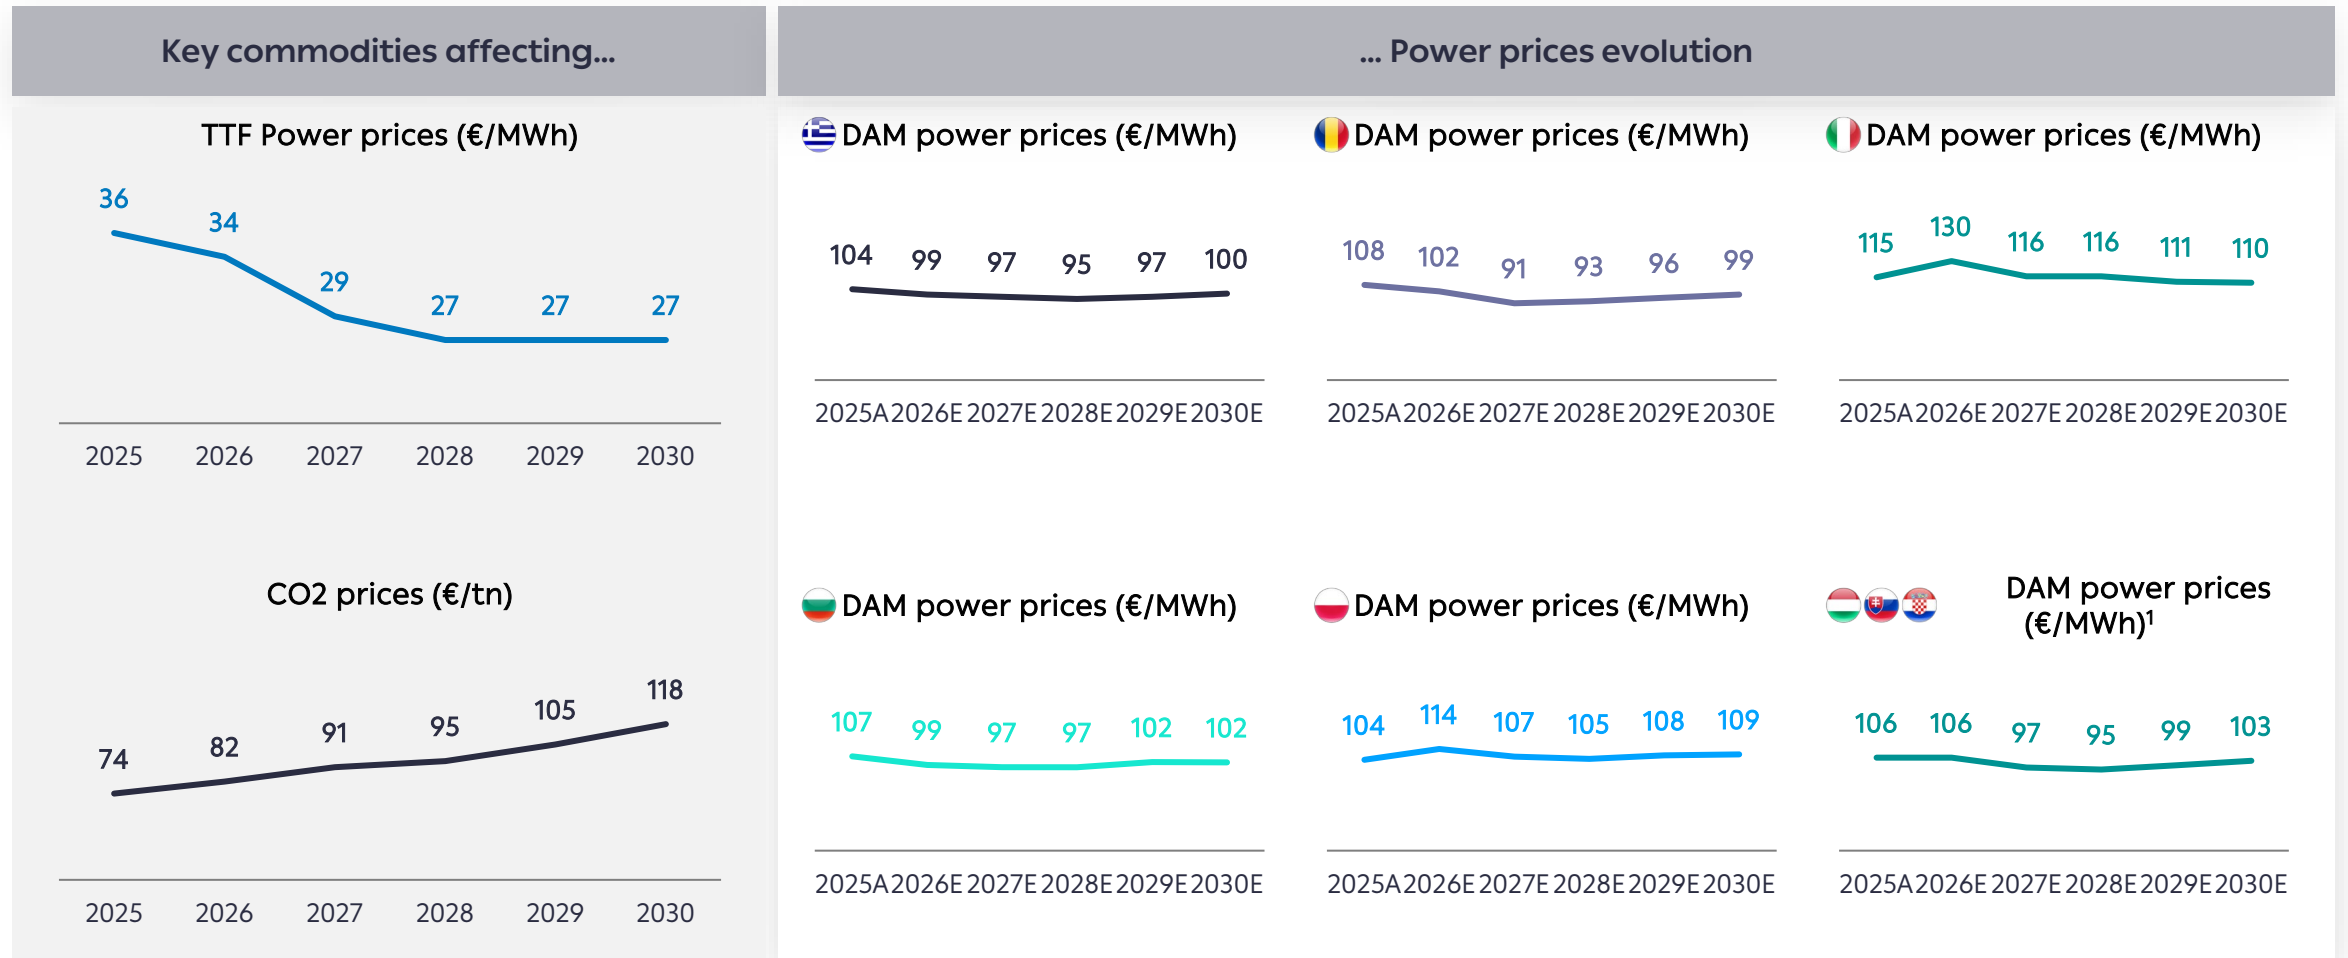 Key commodities affecting...
... Power prices evolution
TTF Power prices (€/MWh)
36 34 29 27 27 27
2025 2026 2027 2028 2029 2030
CO2 prices (€/tn)
74 82 91 95 105 118
2025 2026 2027 2028 2029 2030
DAM power prices (€/MWh)
104 99 97 95 97 100
2025A 2026E 2027E 2028E 2029E 2030E
DAM power prices (€/MWh)
108 102 91 93 96 99
2025A 2026E 2027E 2028E 2029E 2030E
DAM power prices (€/MWh)
115 130 116 116 111 110
2025A 2026E 2027E 2028E 2029E 2030E
DAM power prices (€/MWh)
107 99 97 97 102 102
2025A 2026E 2027E 2028E 2029E 2030E
DAM power prices (€/MWh)
104 114 107 105 108 109
2025A 2026E 2027E 2028E 2029E 2030E
DAM power prices
(€/MWh)¹
106 106 97 95 99 103
2025A 2026E 2027E 2028E 2029E 2030E